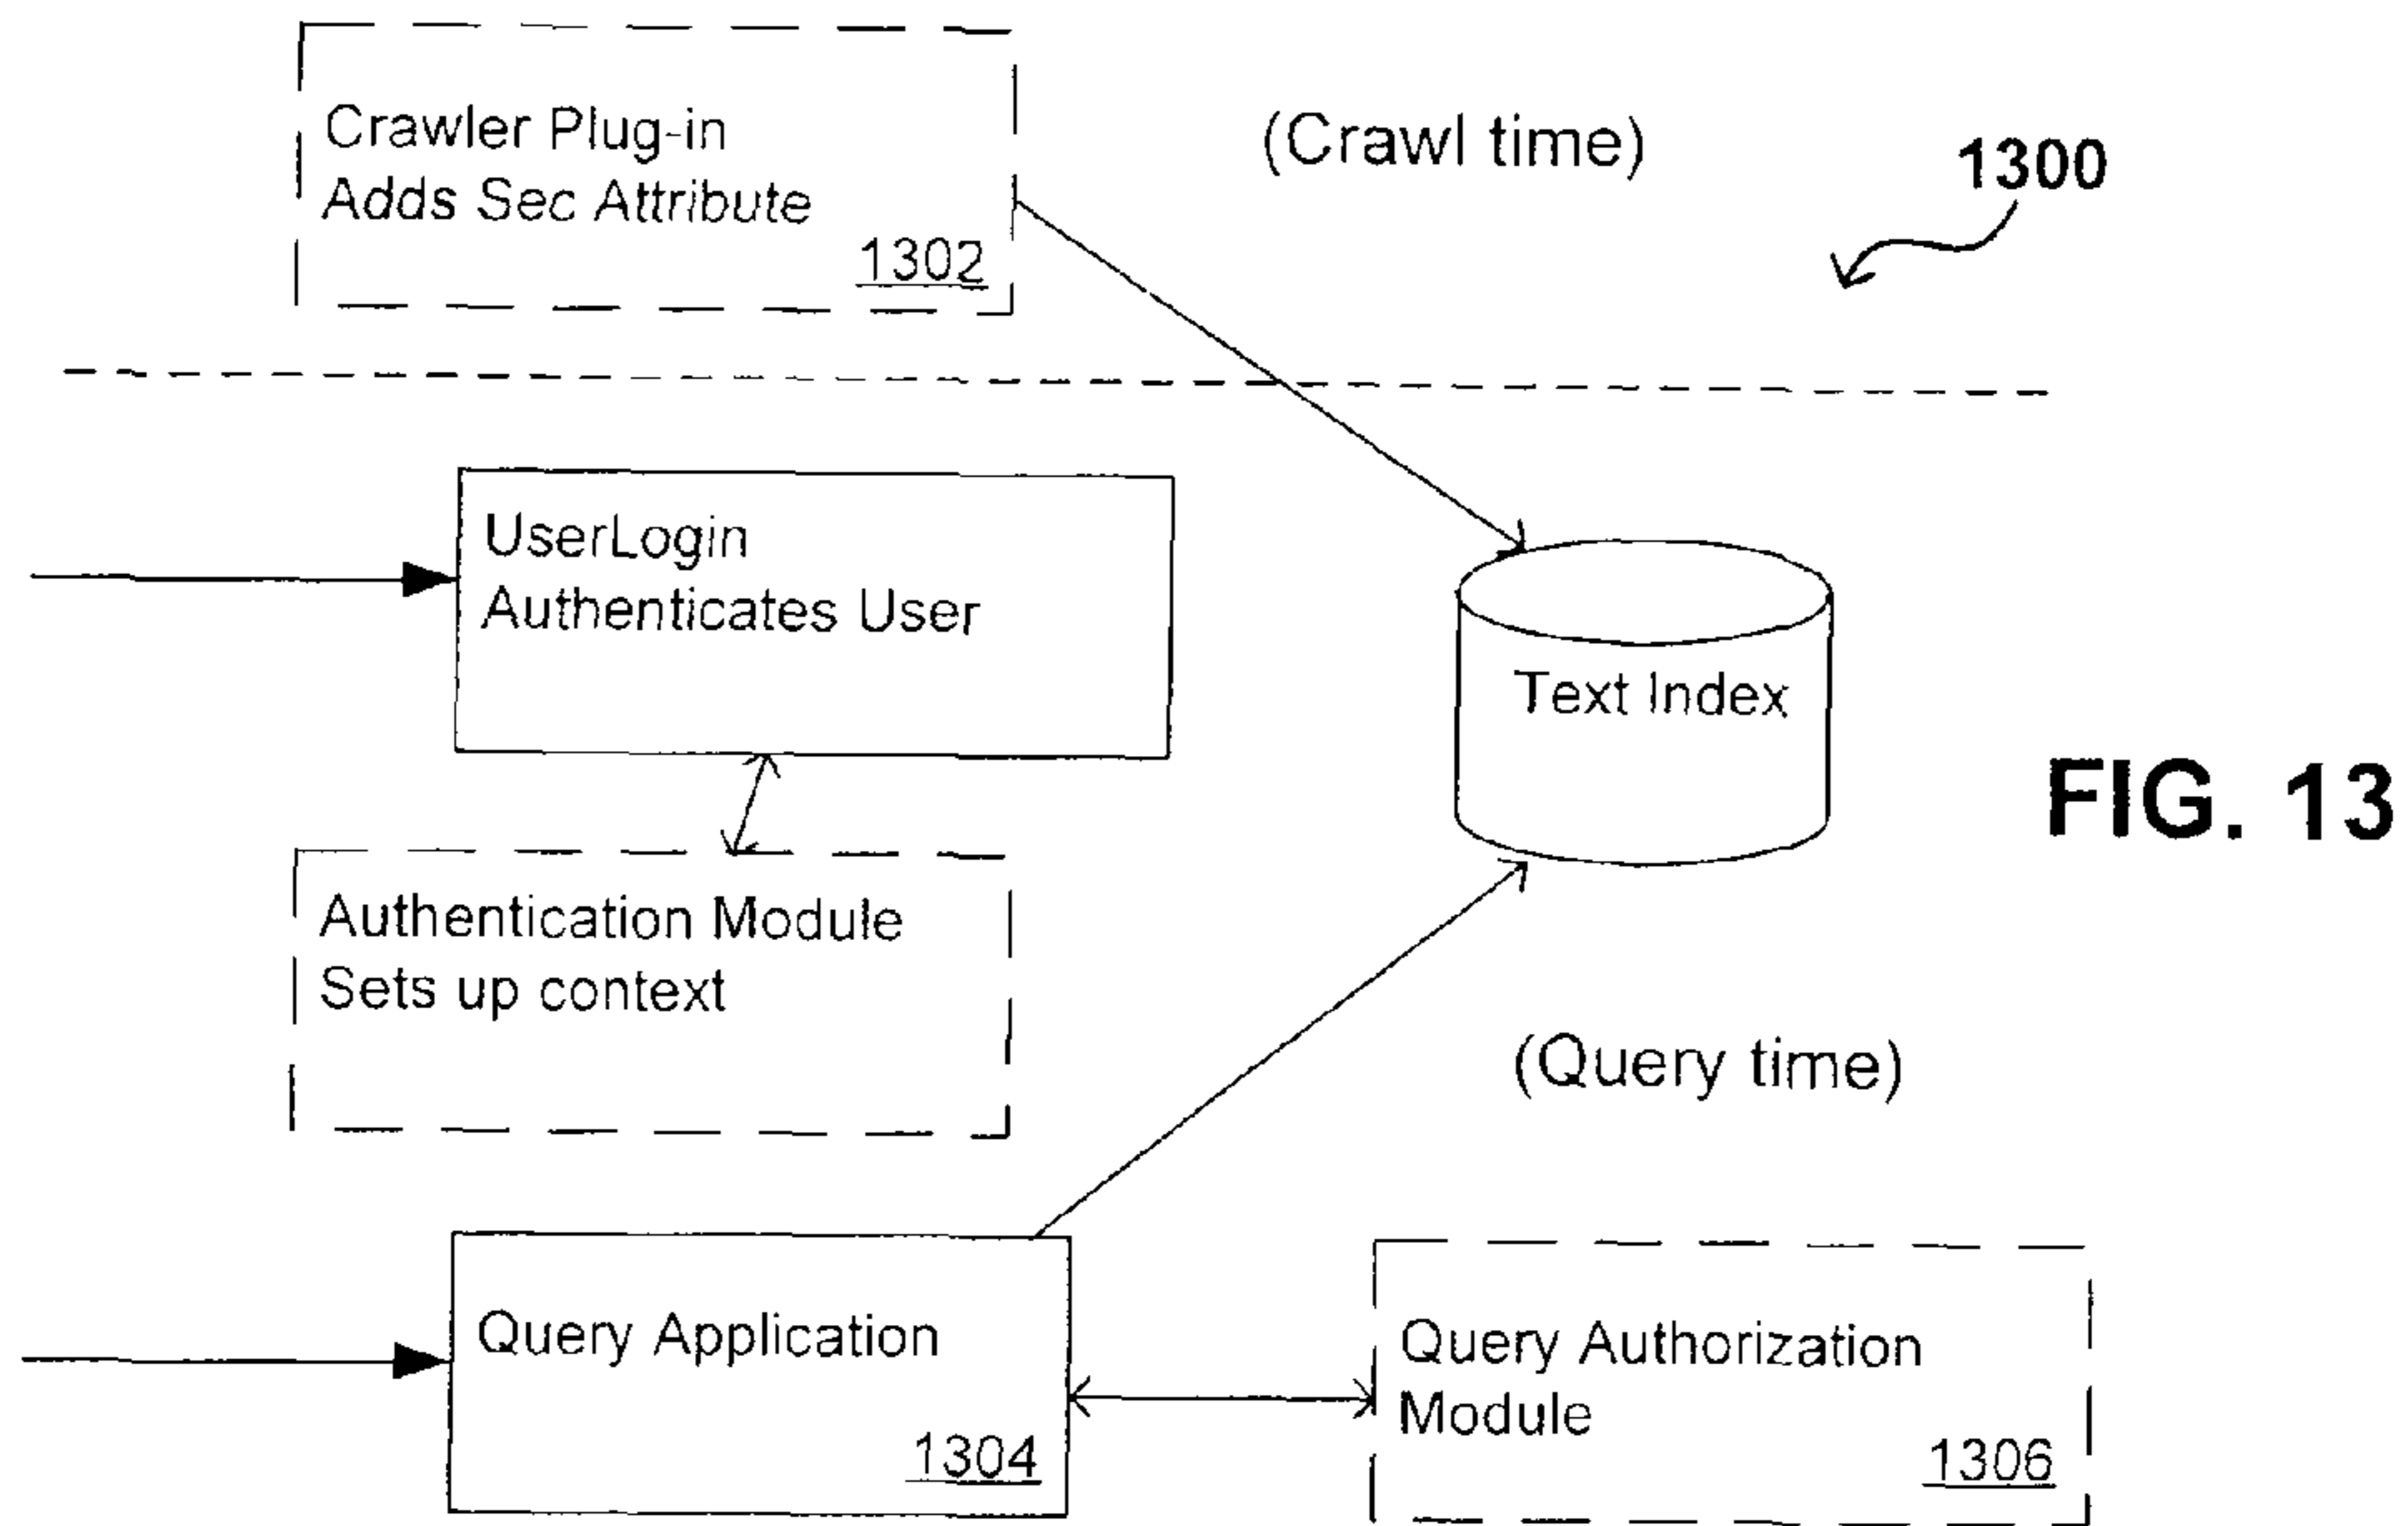 Crawler Plug-in
Adds Sec Attribute
1302
(Crawl time)
1300
UserLogin
Authenticates User
Text Index
FIG. 13
Authentication Module
Sets up context
(Query time)
Query Application
1304
Query Authorization
Module
1306